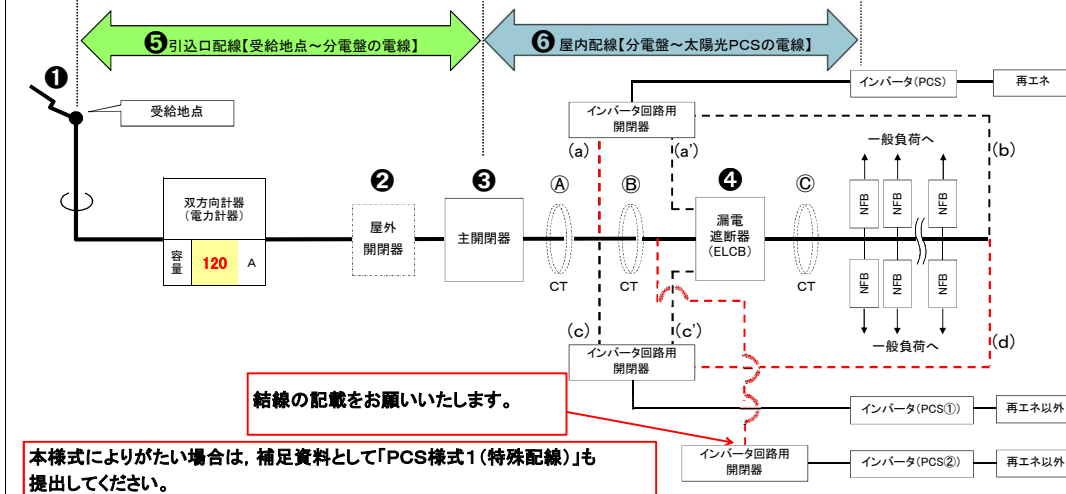 ❺引込口配線【受給地点～分電盤の電線】
❻屋内配線【分電盤～太陽光PCSの電線】
❶
受給地点
インバータ回路用
開閉器
インバータ(PCS)
再エネ
(a)
(a')
(b)
一般負荷へ
双方向計器
(電力計器)
容量
120
A
❷
屋外
開閉器
❸
主開閉器
Ⓐ
CT
Ⓑ
CT
❹
漏電
遮断器
(ELCB)
Ⓒ
CT
NFB
NFB
NFB
NFB
NFB
NFB
一般負荷へ
(c)
(c')
(d)
インバータ回路用
開閉器
結線の記載をお願いいたします。
インバータ(PCS①)
再エネ以外
インバータ回路用
開閉器
インバータ(PCS②)
再エネ以外
本様式によりがたい場合は，補足資料として「PCS様式1(特殊配線)」も
提出してください。